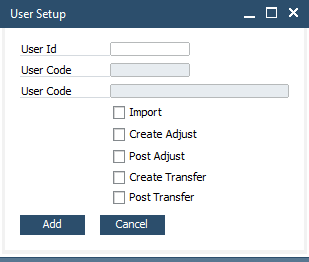 User Setup
User Id
User Code
User Code
Import
Create Adjust
Post Adjust
Create Transfer
Post Transfer
Add Cancel